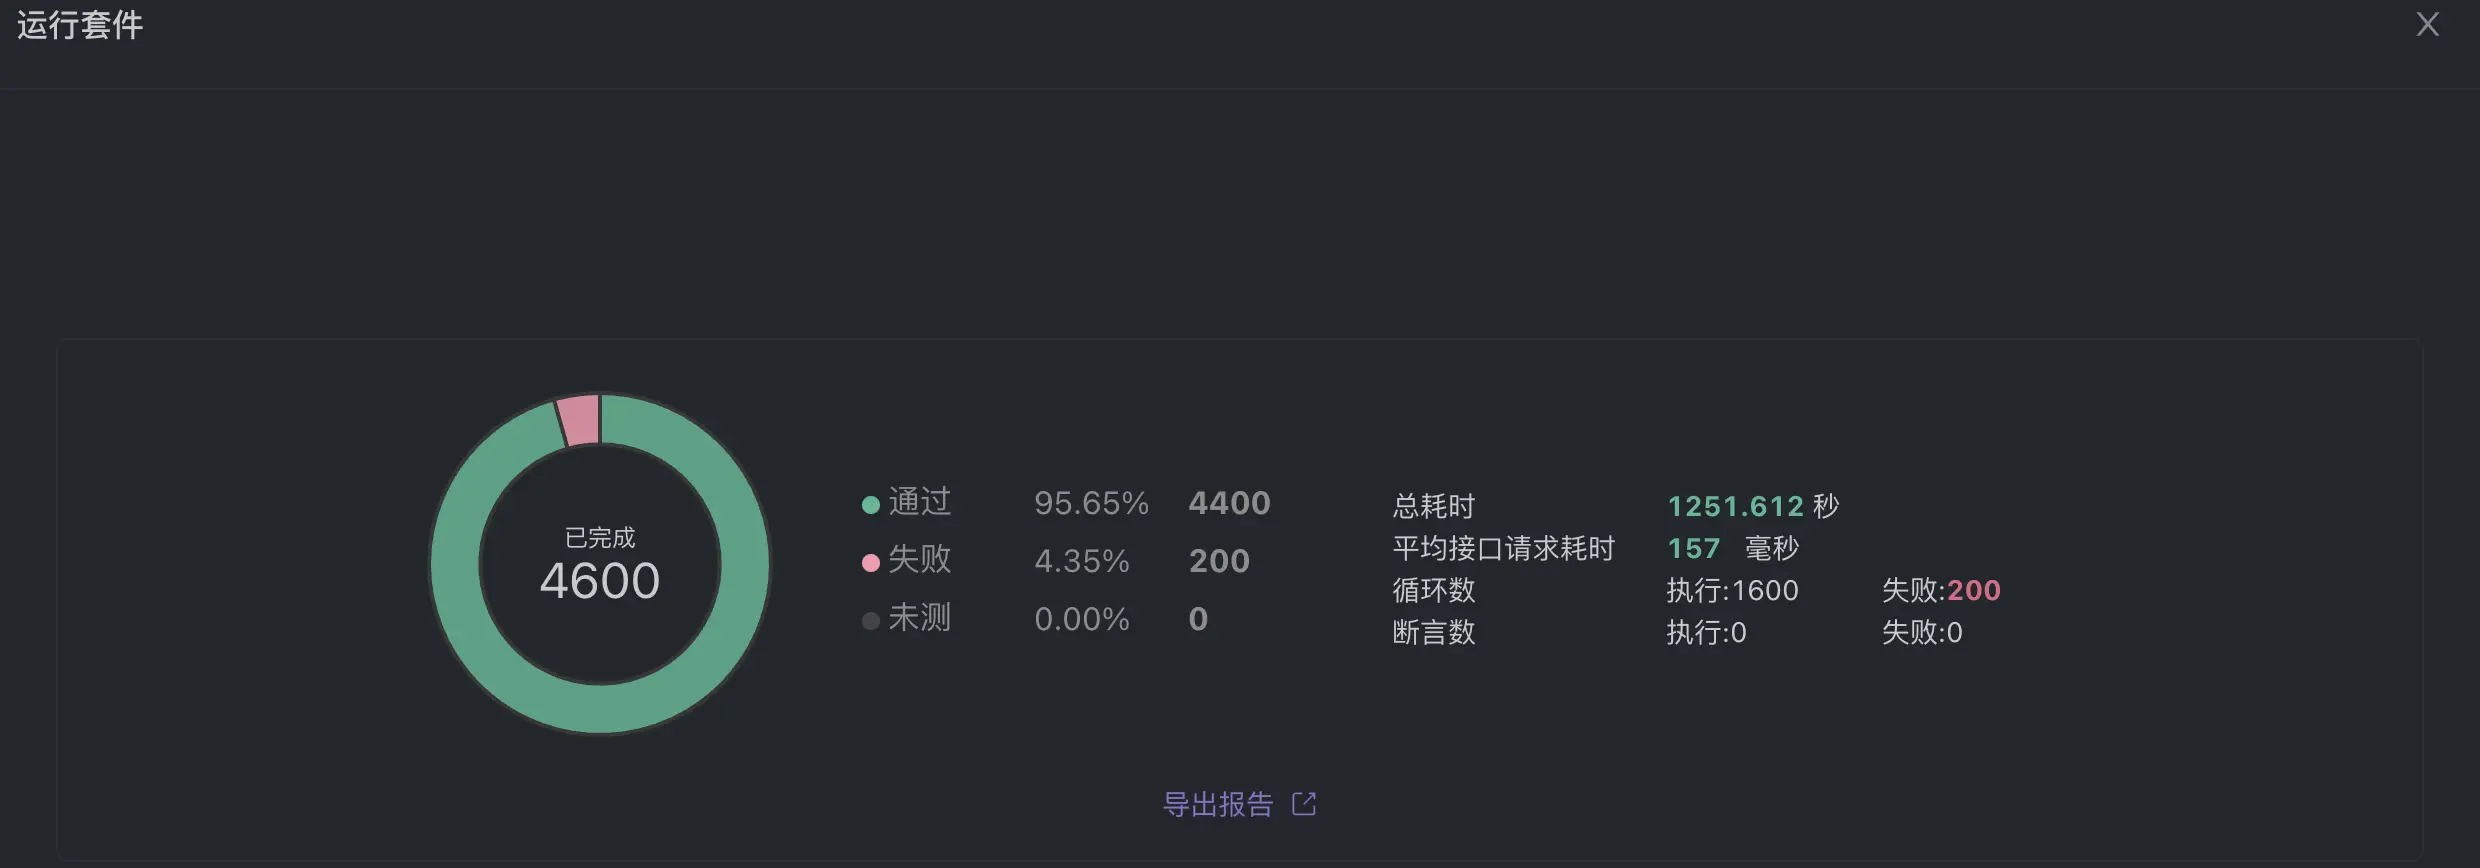 运行套件
已完成
4600
通过 95.65% 4400
失败 4.35% 200
未测 0.00% 0
总耗时 1251.612 秒
平均接口请求耗时 157 毫秒
循环数 执行:1600 失败:200
断言数 执行:0 失败:0
导出报告